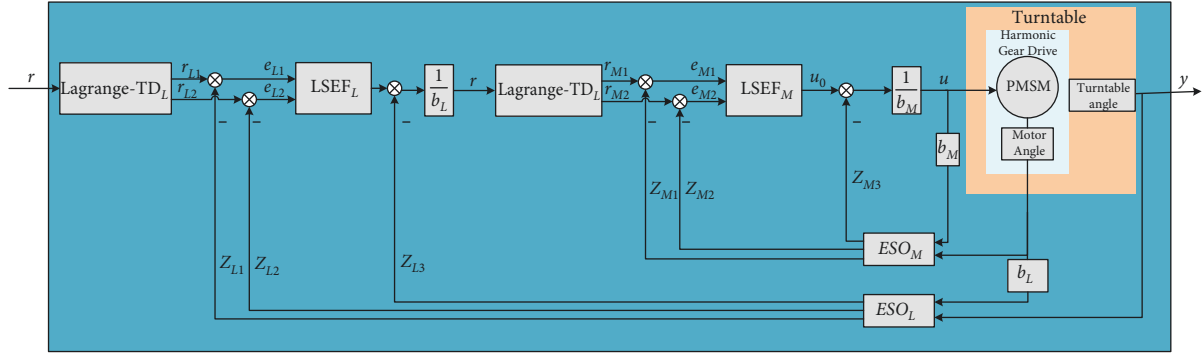 Turntable
Harmonic
Gear Drive
r
Lagrange-TD_L
r_L1
r_L2
e_L1
e_L2
LSEF_L
1
b_L
r
Lagrange-TD_L
r_M1
r_M2
e_M1
e_M2
LSEF_M
u_0
1
b_M
u
PMSM
Turntable
angle
y
Motor
Angle
–
–
–
–
–
–
b_M
Z_M1
Z_M2
Z_M3
ESO_M
Z_L1
Z_L2
Z_L3
b_L
ESO_L